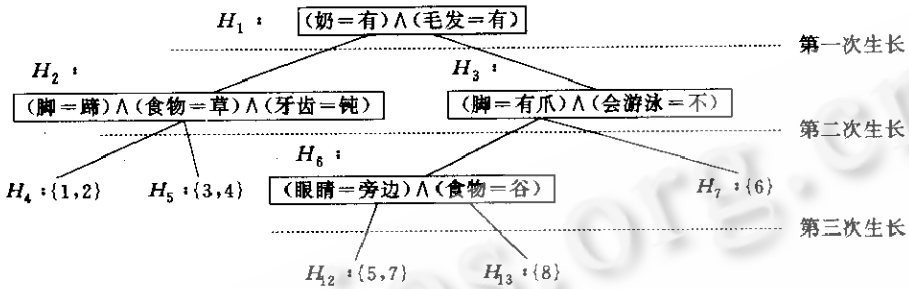 H₁：
(奶＝有)∧(毛发＝有)
第一次生长
H₂：
H₃：
(脚＝蹄)∧(食物＝草)∧(牙齿＝钝)
(脚＝有爪)∧(会游泳＝不)
第二次生长
H₆：
H₄：{1,2}
H₅：{3,4}
(眼睛＝旁边)∧(食物＝谷)
H₇：{6}
第三次生长
H₁₂：{5,7}
H₁₃：{8}